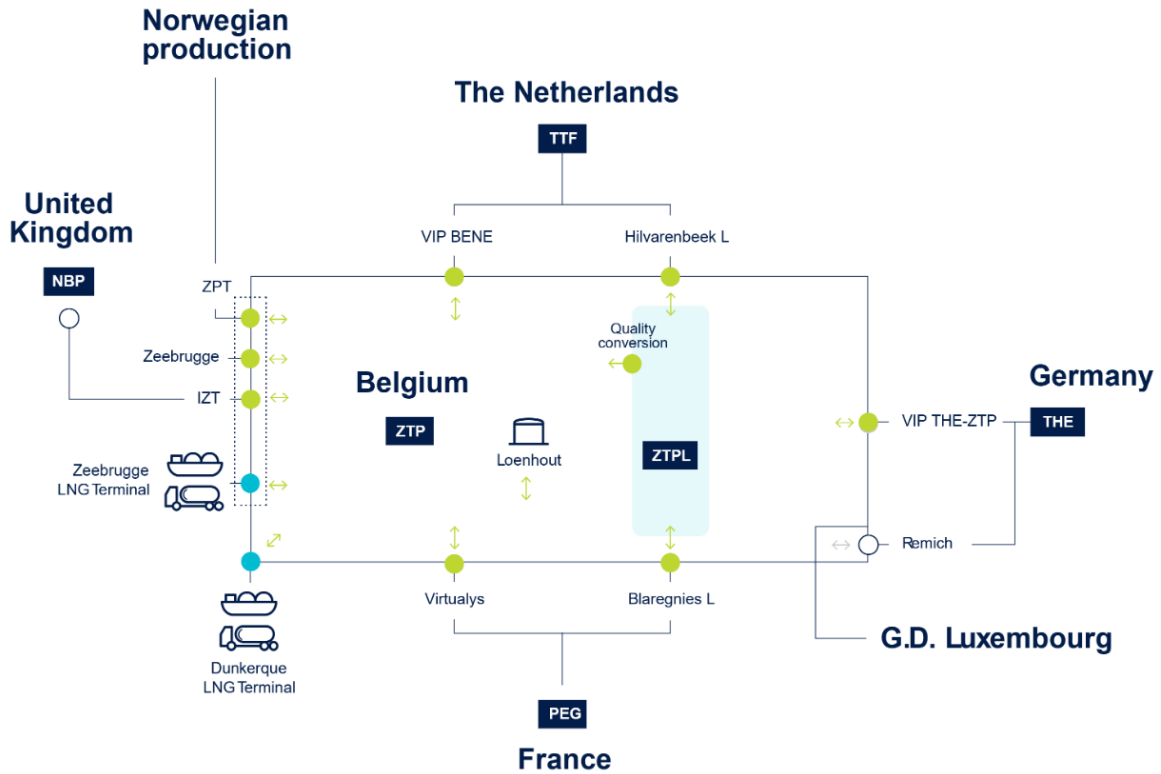 Norwegian
production
The Netherlands
TTF
United
Kingdom
NBP
VIP BENE
Hilvarenbeek L
ZPT
Zeebrugge
IZT
Quality
conversion
Belgium
ZTP
Loenhout
ZTPL
Germany
VIP THE-ZTP
THE
Zeebrugge
LNG Terminal
Remich
Virtualys
Blaregnies L
G.D. Luxembourg
Dunkerque
LNG Terminal
PEG
France